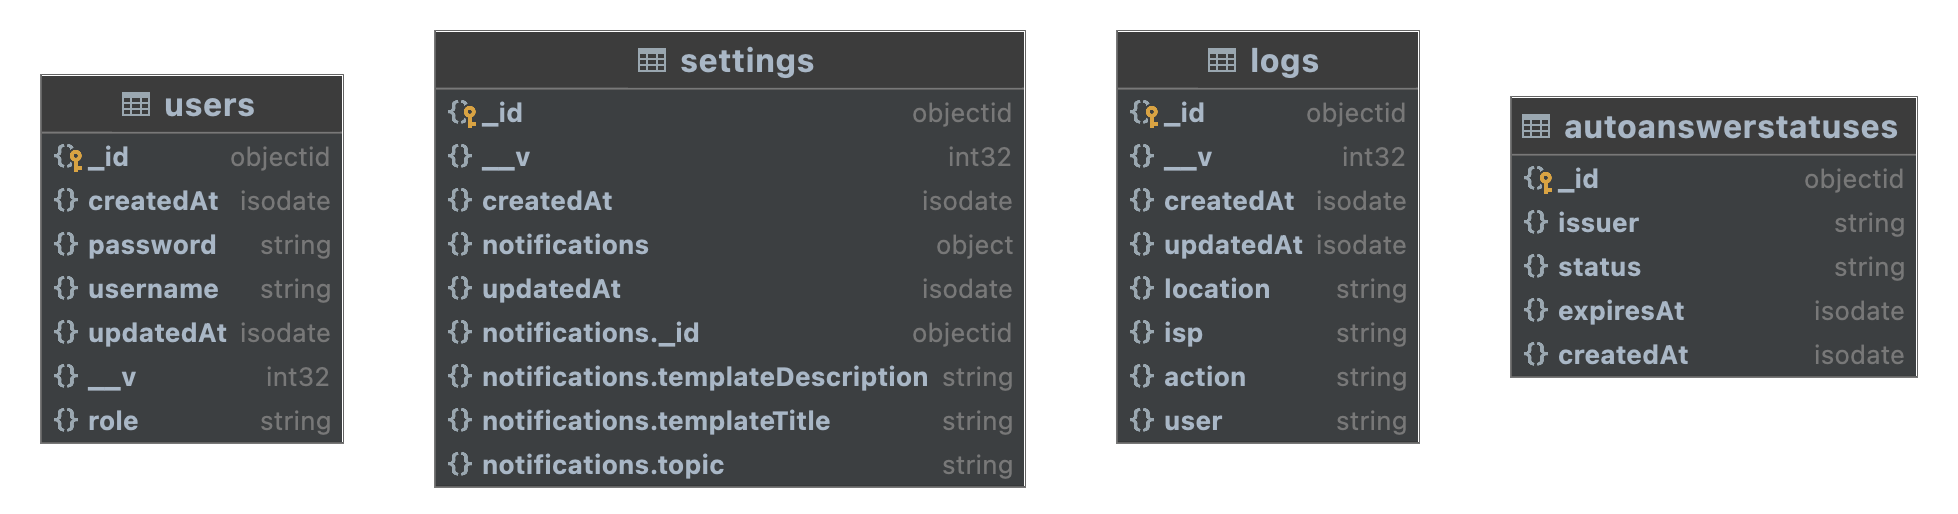 users
_id objectid
createdAt isodate
password string
username string
updatedAt isodate
__v int32
role string
settings
_id objectid
__v int32
createdAt isodate
notifications object
updatedAt isodate
notifications._id objectid
notifications.templateDescription string
notifications.templateTitle string
notifications.topic string
logs
_id objectid
__v int32
createdAt isodate
updatedAt isodate
location string
isp string
action string
user string
autoanswerstatuses
_id objectid
issuer string
status string
expiresAt isodate
createdAt isodate